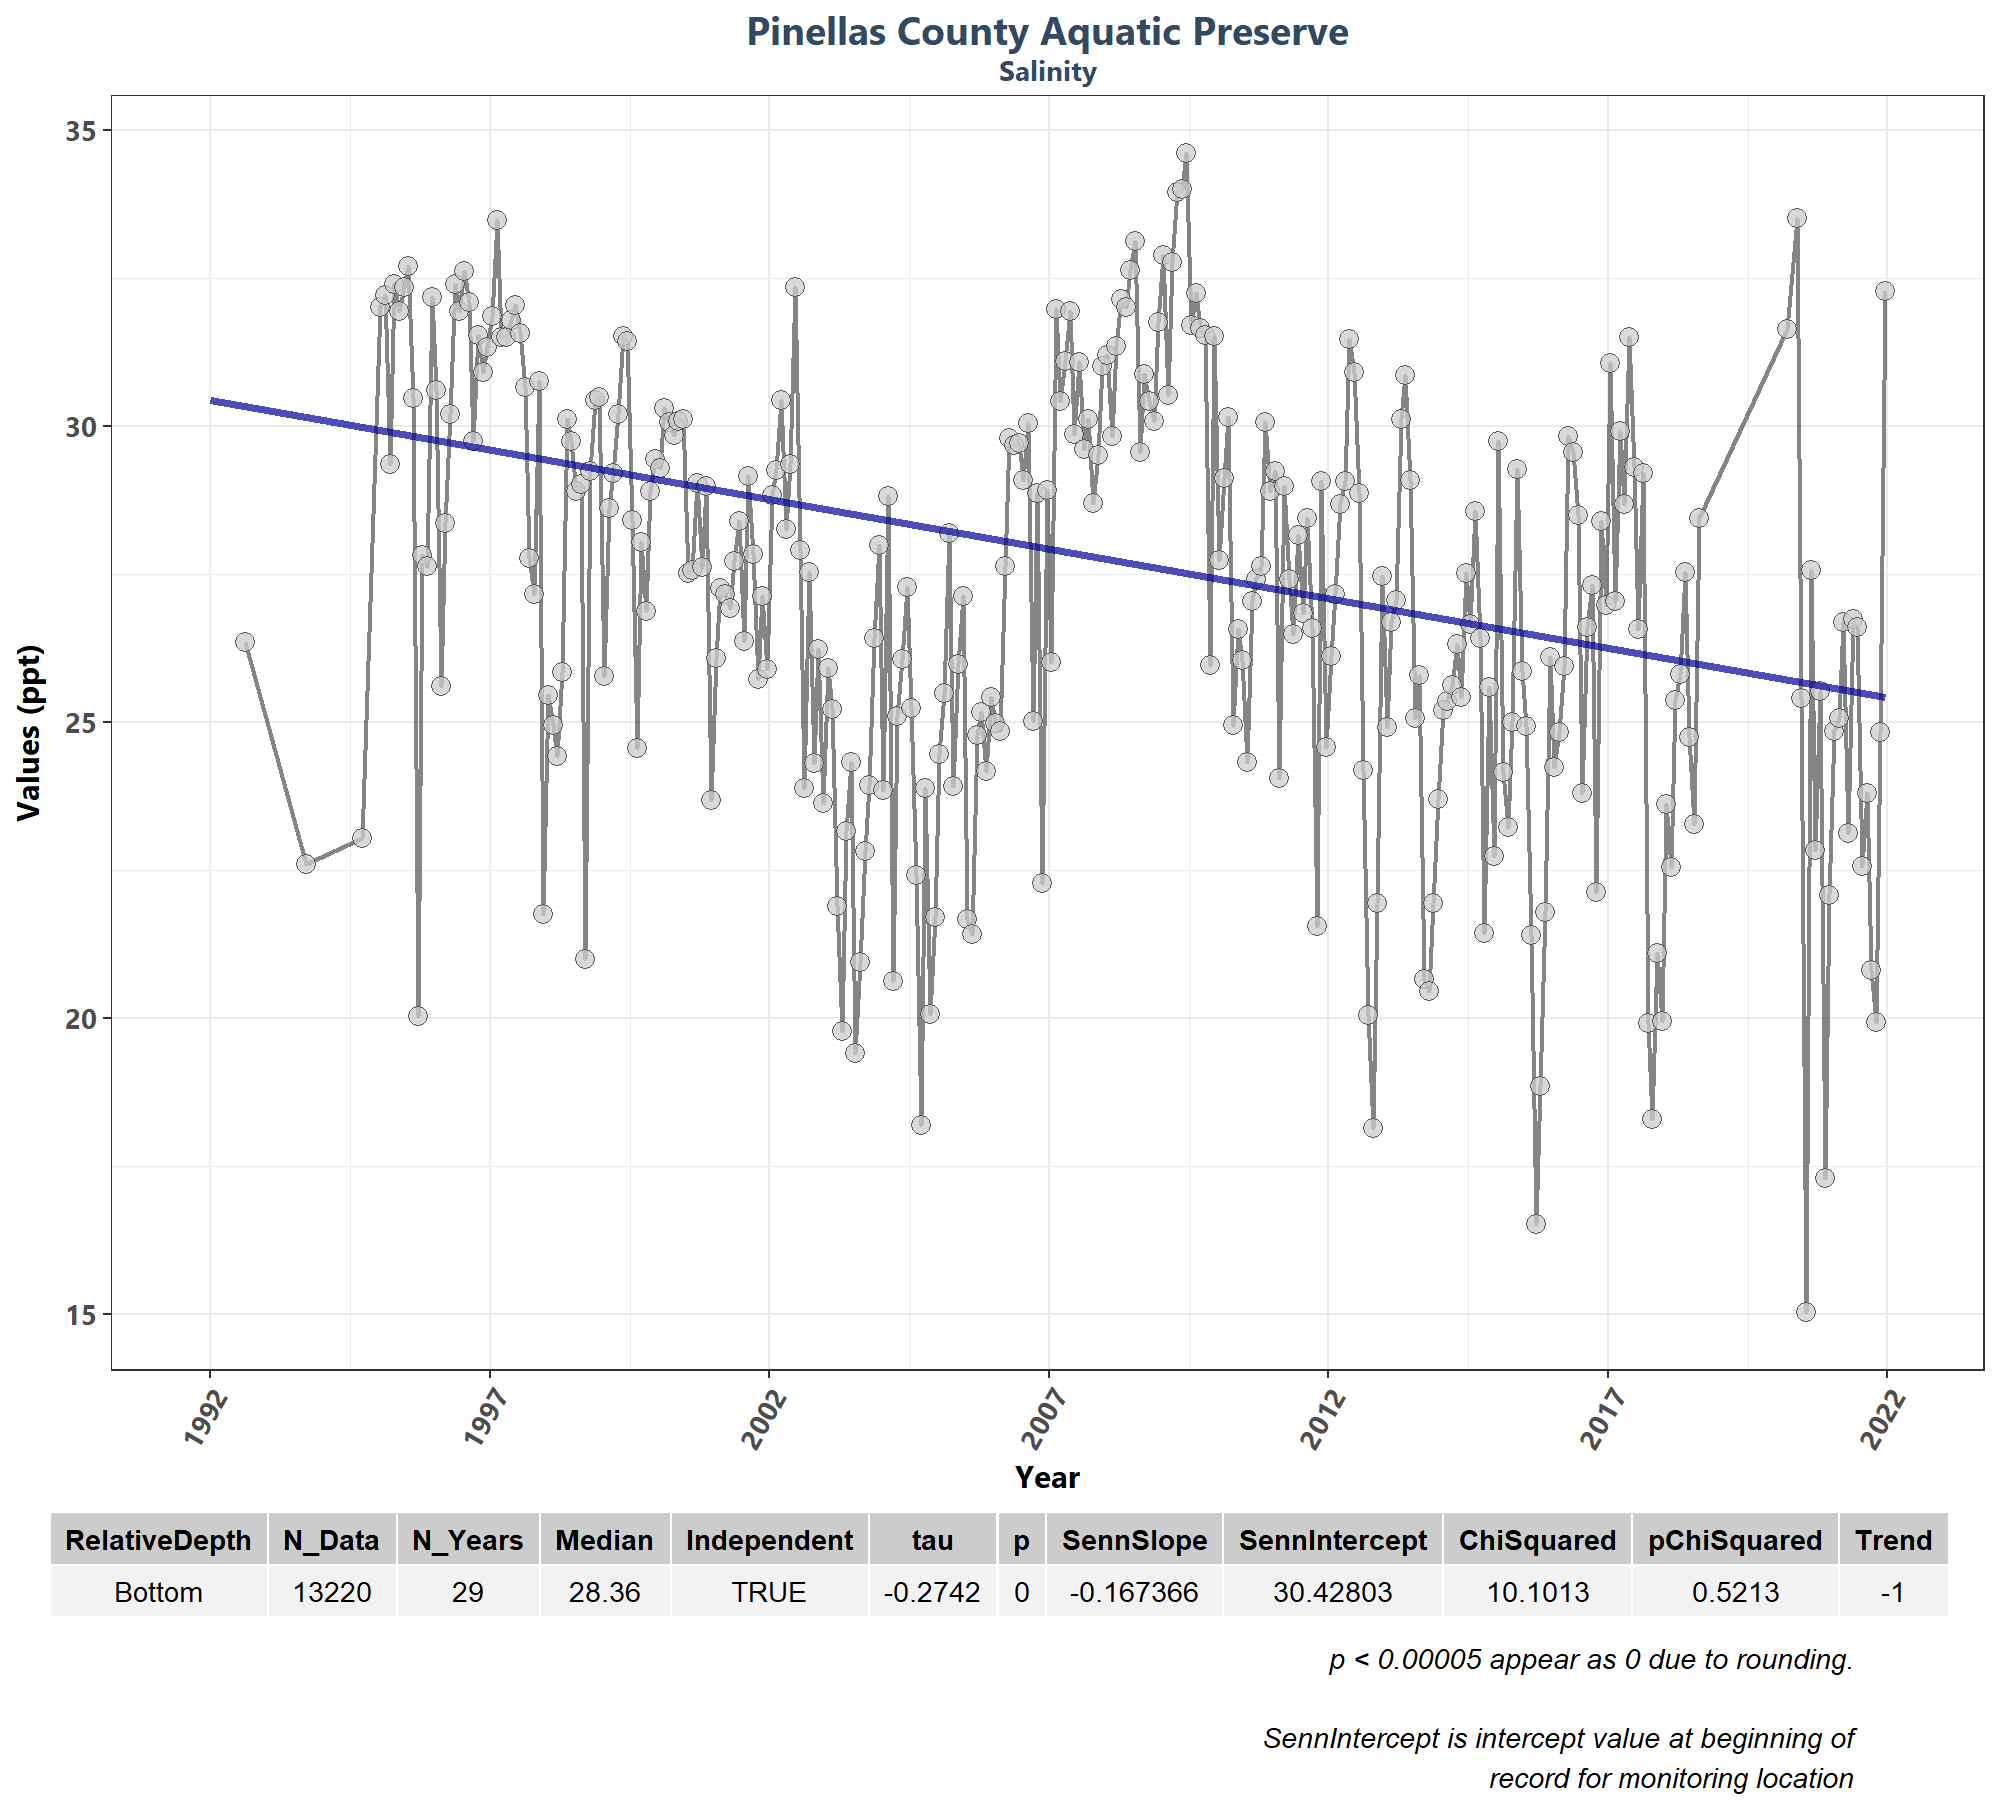 Pinellas County Aquatic Preserve
Salinity
35
30
25
20
15
Values (ppt)
1992 1997 2002 2007 2012 2017 2022
Year
RelativeDepth N_Data N_Years Median Independent tau p SennSlope SennIntercept ChiSquared pChiSquared Trend
Bottom 13220 29 28.36 TRUE -0.2742 0 -0.167366 30.42803 10.1013 0.5213 -1
p < 0.00005 appear as 0 due to rounding.
SennIntercept is intercept value at beginning of
record for monitoring location